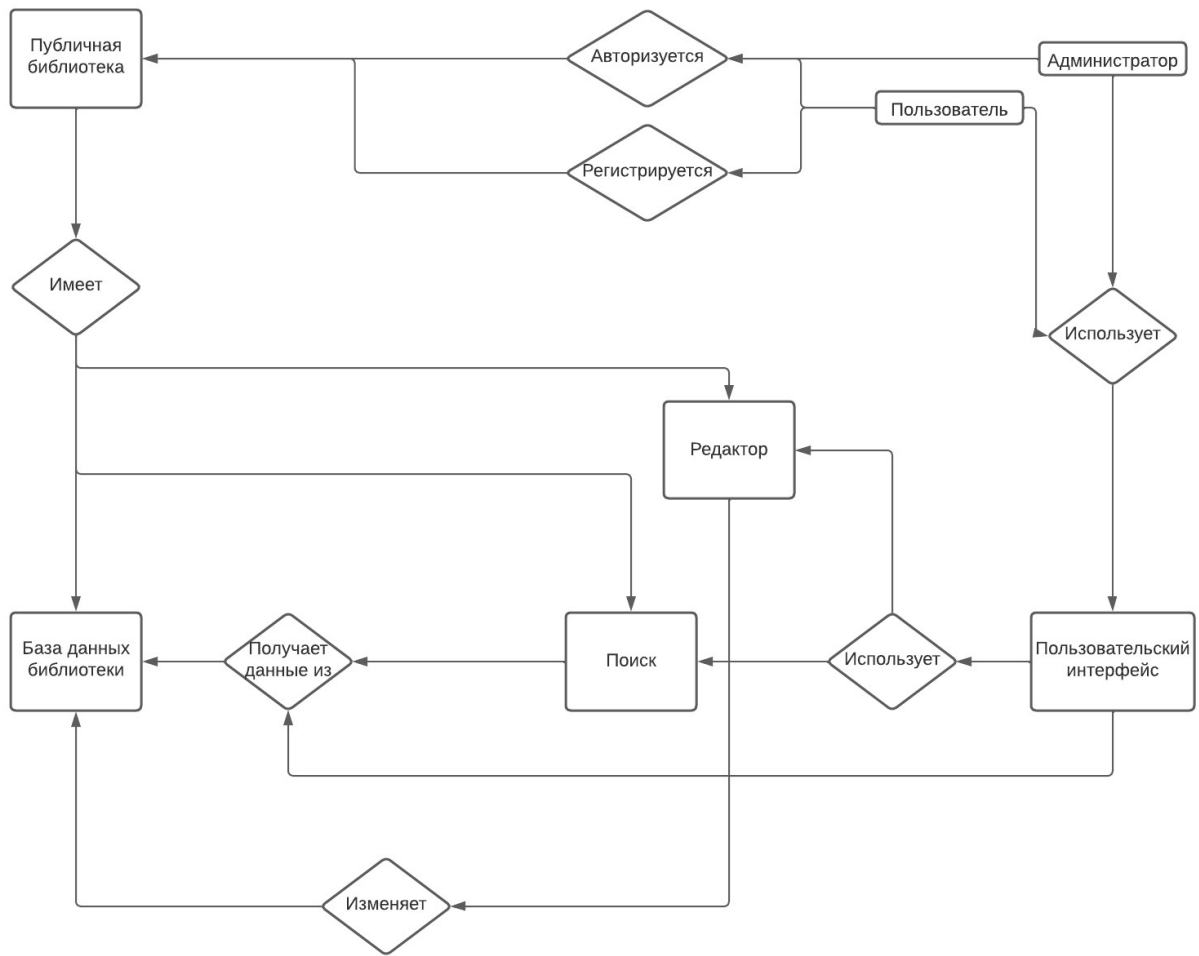 Публичная
библиотека
Авторизуется
Администратор
Пользователь
Регистрируется
Имеет
Использует
Редактор
База данных
библиотеки
Получает
данные из
Поиск
Использует
Пользовательский
интерфейс
Изменяет